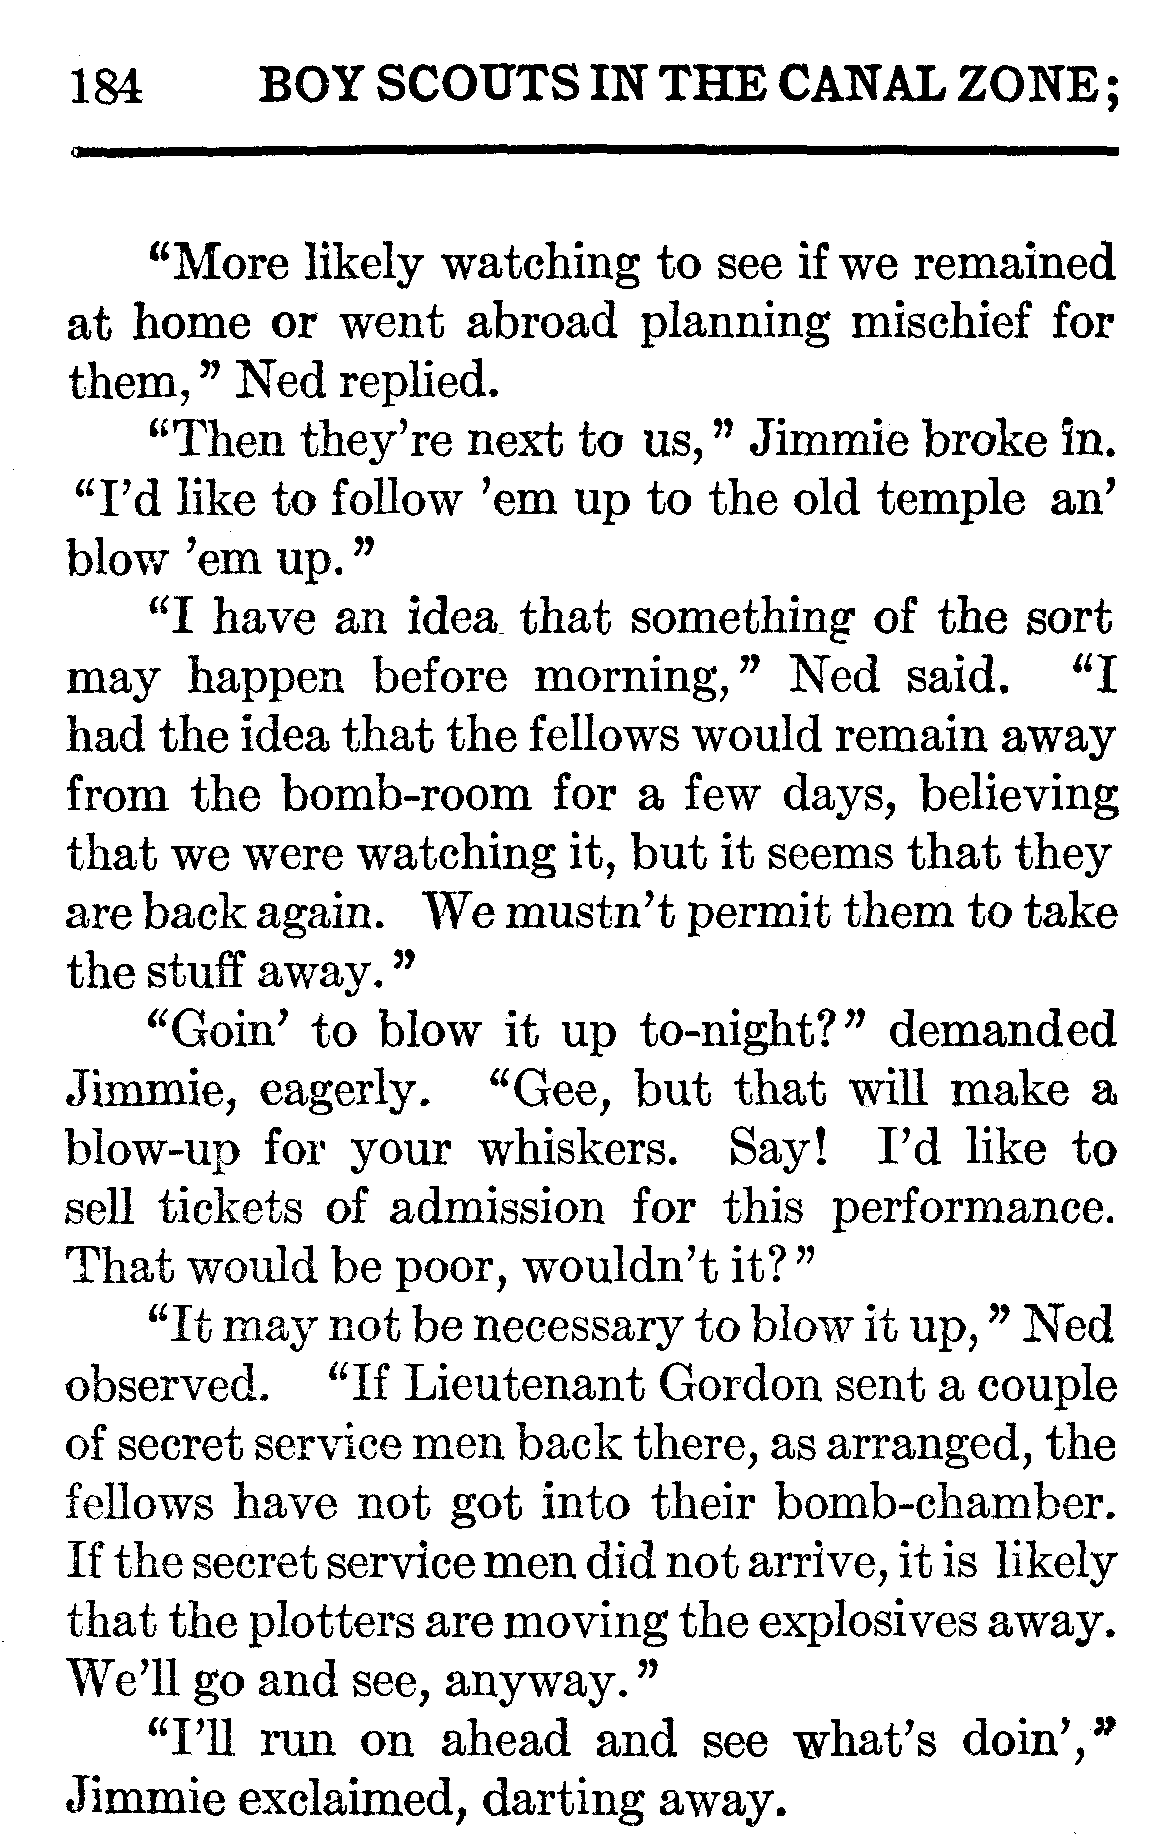 184 BOY SCOUTS IN THE CANAL ZONE;
“More likely watching to see if we remained
at home or went abroad planning mischief for
them,” Ned replied.
“Then they’re next to us,” Jimmie broke in.
“I’d like to follow ’em up to the old temple an’
blow ’em up.”
“I have an idea that something of the sort
may happen before morning,” Ned said. “I
had the idea that the fellows would remain away
from the bomb-room for a few days, believing
that we were watching it, but it seems that they
are back again. We mustn’t permit them to take
the stuff away.”
“Goin’ to blow it up to-night?” demanded
Jimmie, eagerly. “Gee, but that will make a
blow-up for your whiskers. Say! I’d like to
sell tickets of admission for this performance.
That would be poor, wouldn’t it?”
“It may not be necessary to blow it up,” Ned
observed. “If Lieutenant Gordon sent a couple
of secret service men back there, as arranged, the
fellows have not got into their bomb-chamber.
If the secret service men did not arrive, it is likely
that the plotters are moving the explosives away.
We’ll go and see, anyway.”
“I’ll run on ahead and see what’s doin’,”
Jimmie exclaimed, darting away.